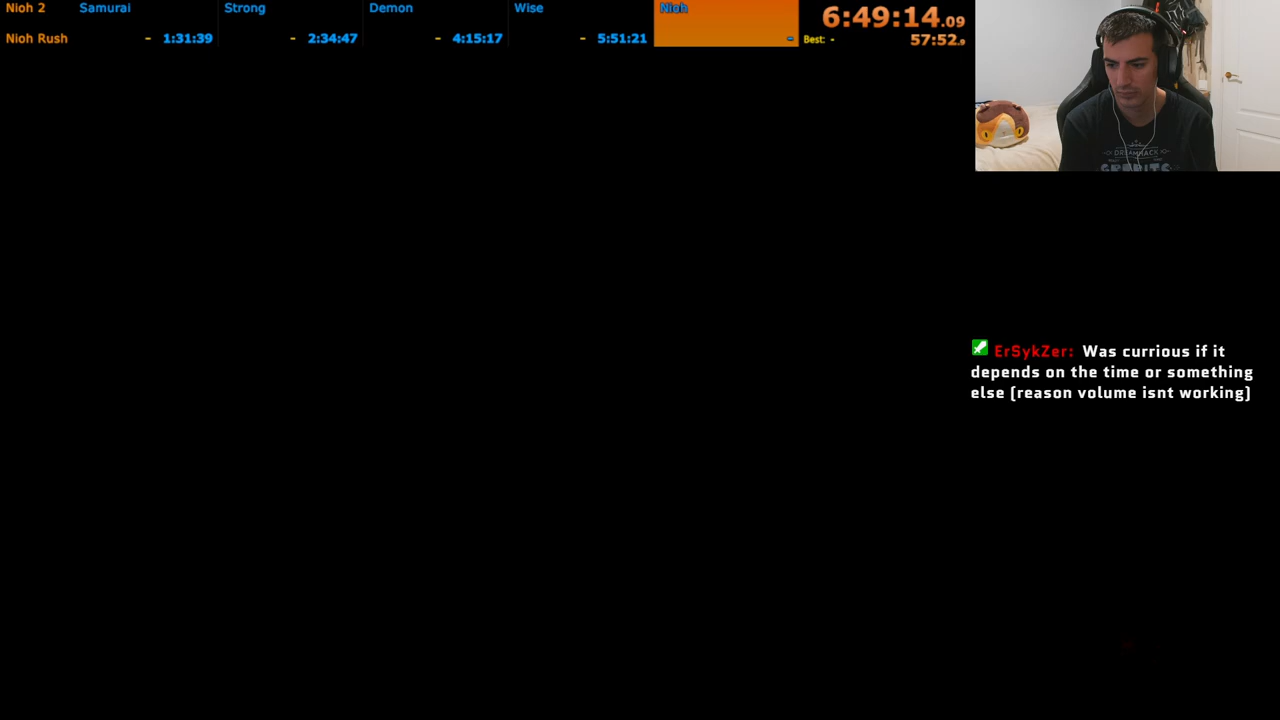 Nioh 2 Samurai Strong Demon Wise Nioh 6:49:14.09
Nioh Rush - 1:31:39 - 2:34:47 - 4:15:17 - 5:51:21 - Best: - 57:52.9
DREAMHACK
ErSykZer: Was currious if it
depends on the time or something
else (reason volume isnt working)